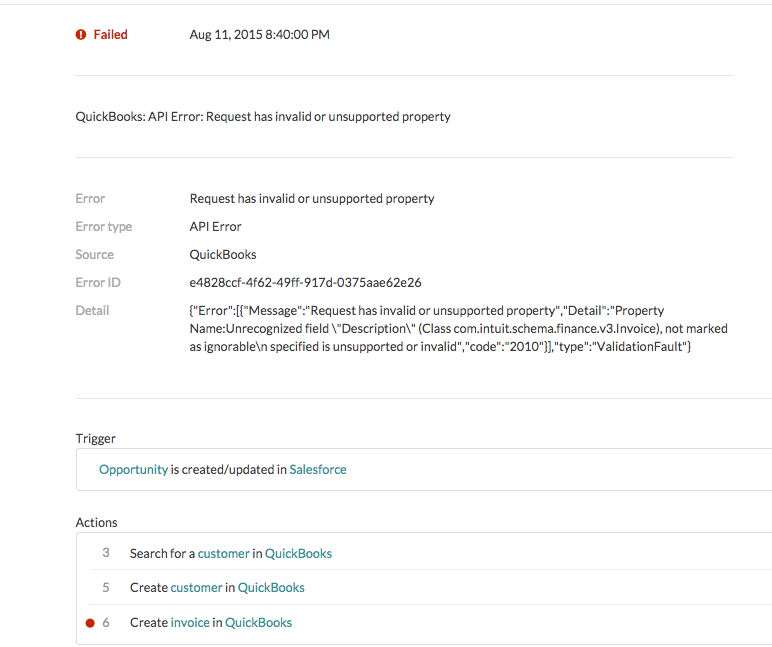 Failed Aug 11, 2015 8:40:00 PM
QuickBooks: API Error: Request has invalid or unsupported property
Error Request has invalid or unsupported property
Error type API Error
Source QuickBooks
Error ID e4828ccf-4f62-49ff-917d-0375aae62e26
Detail {"Error":[{"Message":"Request has invalid or unsupported property","Detail":"Property
Name:Unrecognized field \"Description\" (Class com.intuit.schema.finance.v3.Invoice), not marked
as ignorable\n specified is unsupported or invalid","code":"2010"}],"type":"ValidationFault"}
Trigger
Opportunity is created/updated in Salesforce
Actions
3 Search for a customer in QuickBooks
5 Create customer in QuickBooks
6 Create invoice in QuickBooks